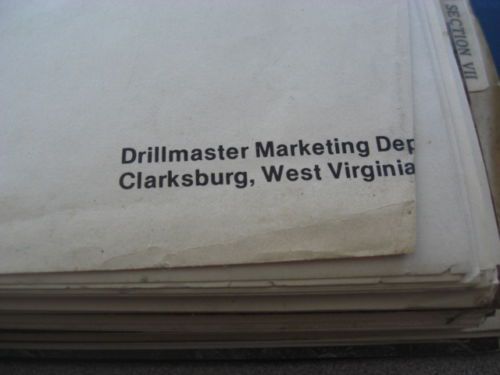 SECTION VII
Drillmaster Marketing Dep
Clarksburg, West Virginia